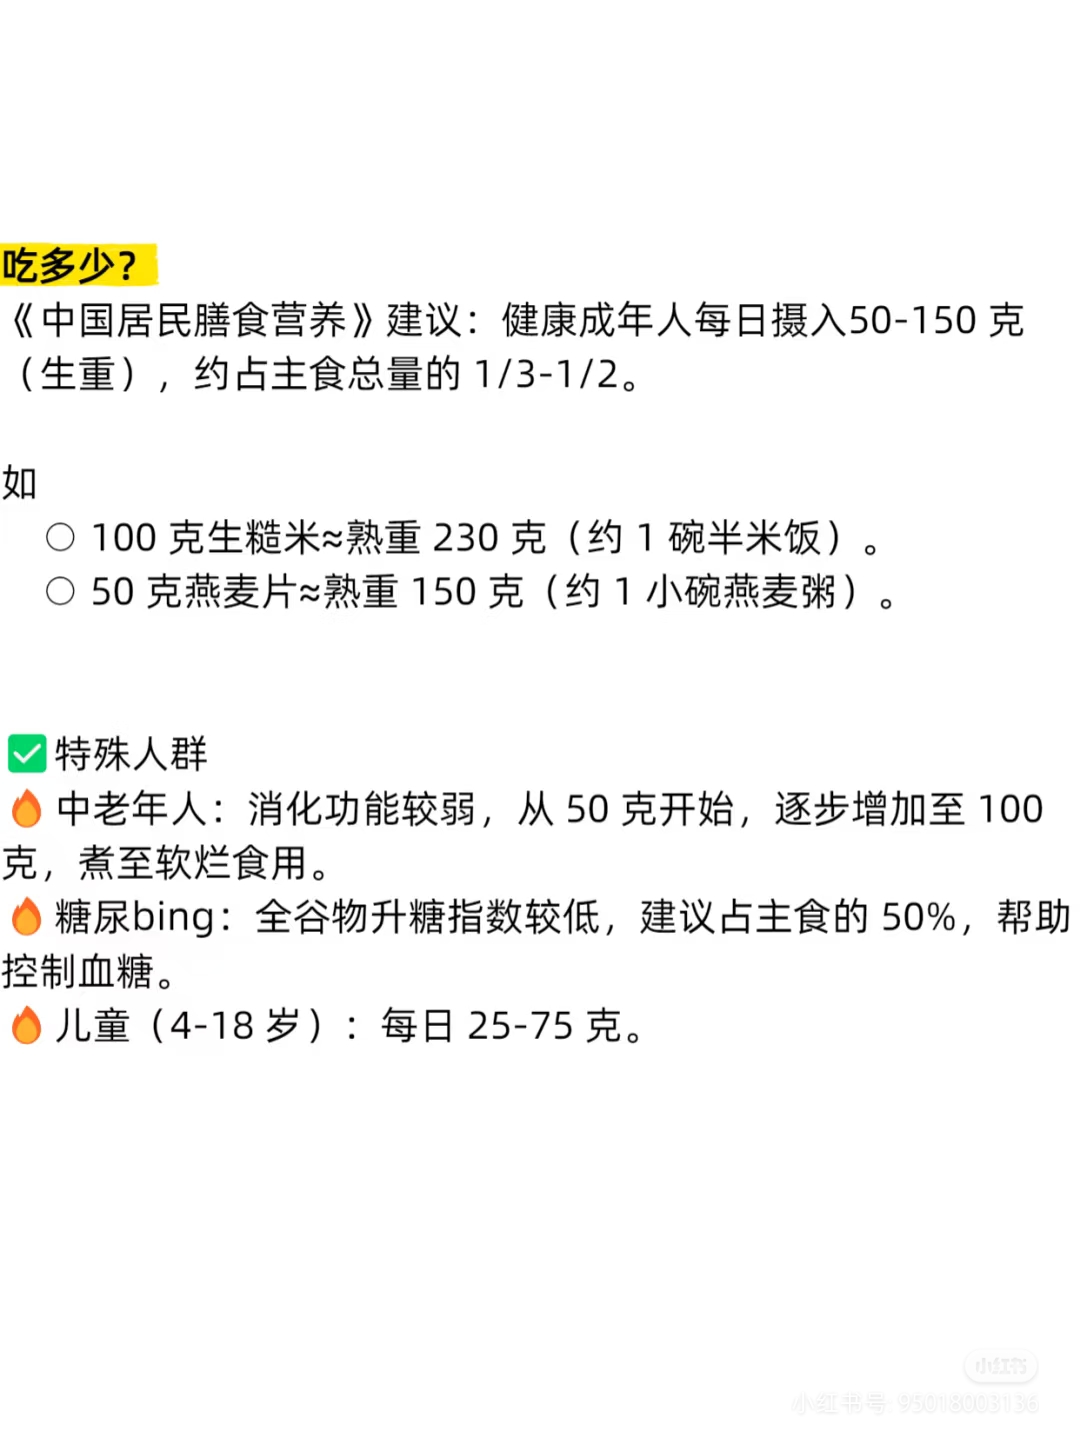 吃多少？
《中国居民膳食营养》建议：健康成年人每日摄入50-150 克
（生重），约占主食总量的 1/3-1/2。
如
○ 100 克生糙米≈熟重 230 克（约 1 碗半米饭）。
○ 50 克燕麦片≈熟重 150 克（约 1 小碗燕麦粥）。
✅特殊人群
🔥中老年人：消化功能较弱，从 50 克开始，逐步增加至 100
克，煮至软烂食用。
🔥糖尿bing：全谷物升糖指数较低，建议占主食的 50%，帮助
控制血糖。
🔥儿童（4-18 岁）：每日 25-75 克。
小红书
小红书号: 95018003136